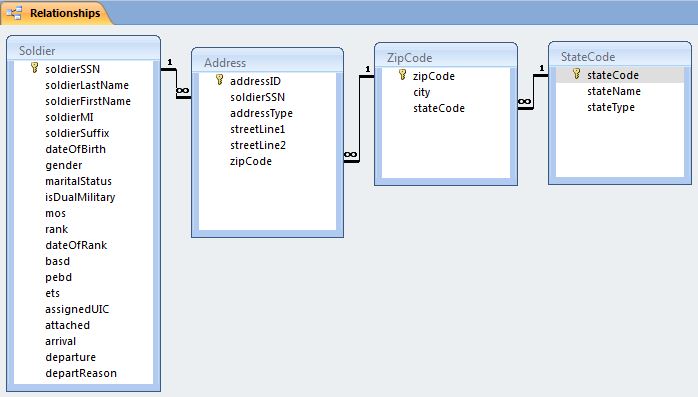 Relationships
Soldier
soldierSSN
soldierLastName
soldierFirstName
soldierMI
soldierSuffix
dateOfBirth
gender
maritalStatus
isDualMilitary
mos
rank
dateOfRank
basd
pebd
ets
assignedUIC
attached
arrival
departure
departReason
1
∞
Address
addressID
soldierSSN
addressType
streetLine1
streetLine2
zipCode
1
∞
ZipCode
zipCode
city
stateCode
1
∞
StateCode
stateCode
stateName
stateType